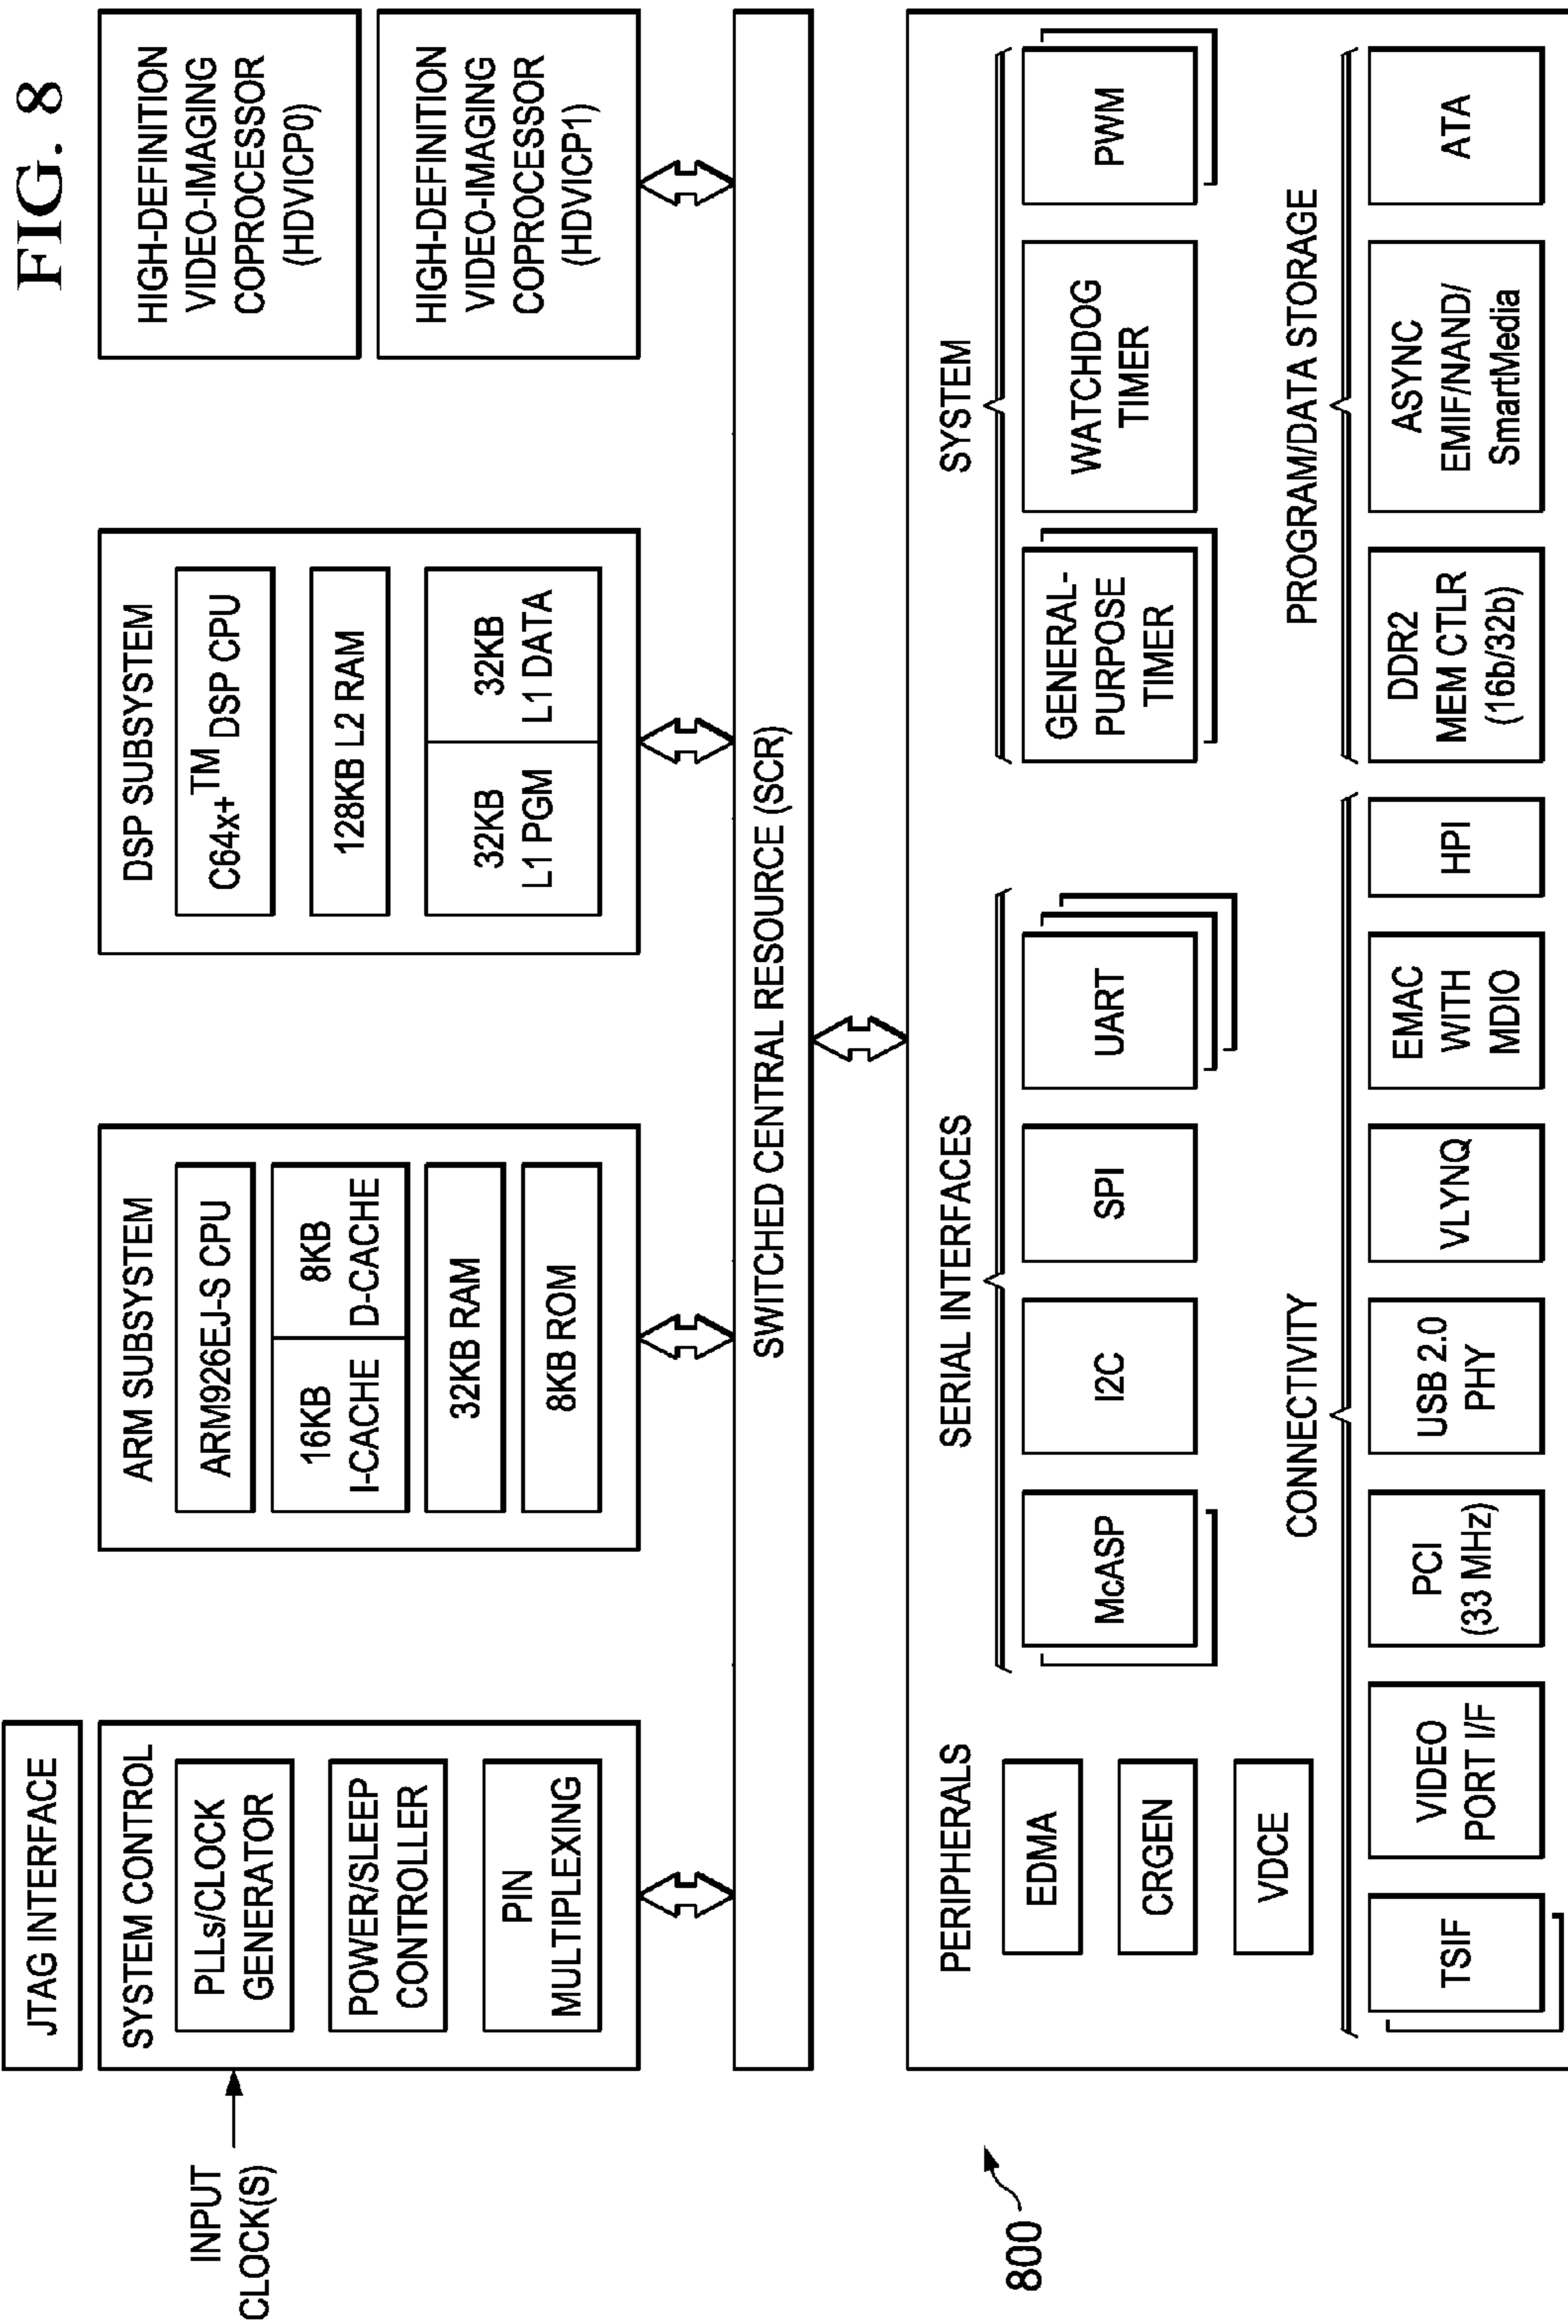 FIG. 8
JTAG INTERFACE
INPUT
CLOCK(S)
SYSTEM CONTROL
PLLs/CLOCK
GENERATOR
POWER/SLEEP
CONTROLLER
PIN
MULTIPLEXING
ARM SUBSYSTEM
ARM926EJ-S CPU
16KB
I-CACHE
8KB
D-CACHE
32KB RAM
8KB ROM
DSP SUBSYSTEM
C64x+TM DSP CPU
128KB L2 RAM
32KB
L1 PGM
32KB
L1 DATA
HIGH-DEFINITION
VIDEO-IMAGING
COPROCESSOR
(HDVICP0)
HIGH-DEFINITION
VIDEO-IMAGING
COPROCESSOR
(HDVICP1)
SWITCHED CENTRAL RESOURCE (SCR)
800
PERIPHERALS
EDMA
CRGEN
VDCE
SERIAL INTERFACES
McASP
I2C
SPI
UART
SYSTEM
GENERAL-
PURPOSE
TIMER
WATCHDOG
TIMER
PWM
CONNECTIVITY
TSIF
VIDEO
PORT I/F
PCI
(33 MHz)
USB 2.0
PHY
VLYNQ
EMAC
WITH
MDIO
HPI
PROGRAM/DATA STORAGE
DDR2
MEM CTLR
(16b/32b)
ASYNC
EMIF/NAND/
SmartMedia
ATA